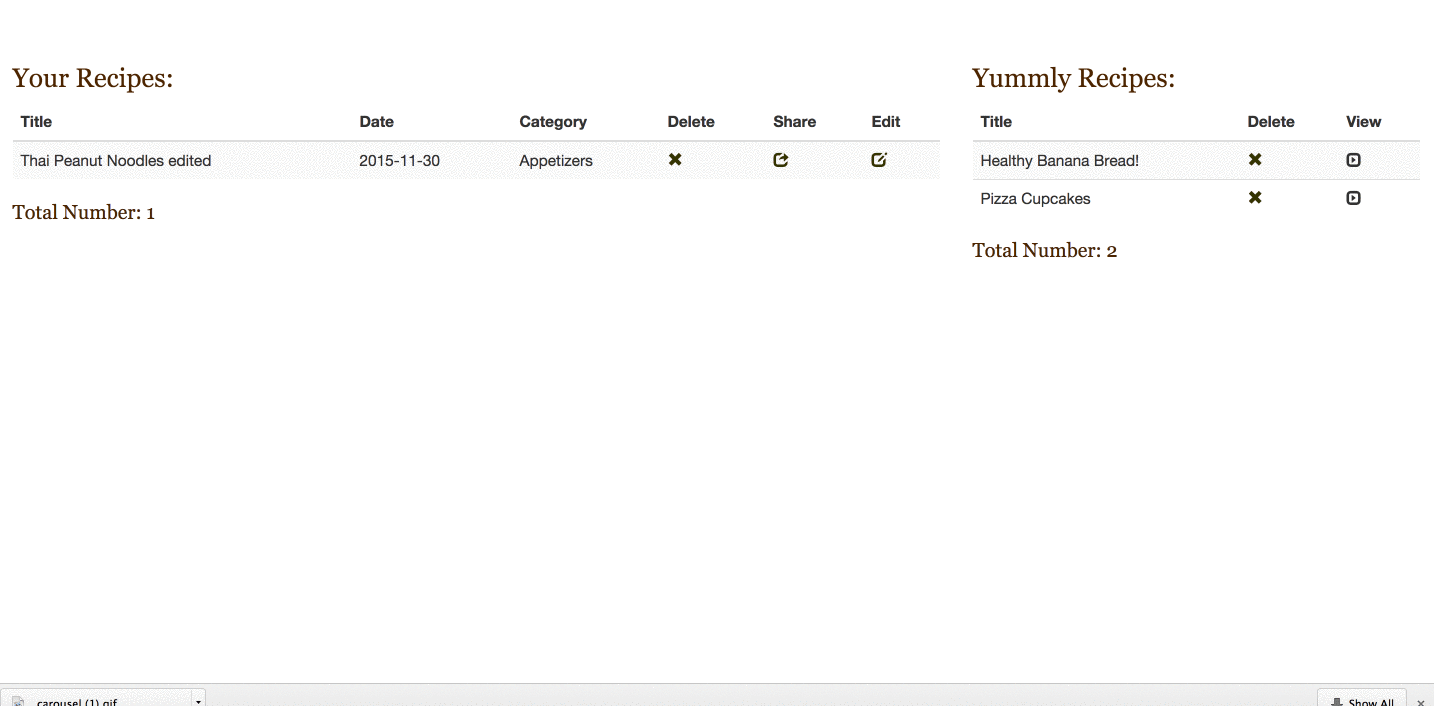 Your Recipes:
Title Date Category Delete Share Edit
Thai Peanut Noodles edited 2015-11-30 Appetizers
Total Number: 1
Yummly Recipes:
Title Delete View
Healthy Banana Bread!
Pizza Cupcakes
Total Number: 2
carousel (1).gif
Show All